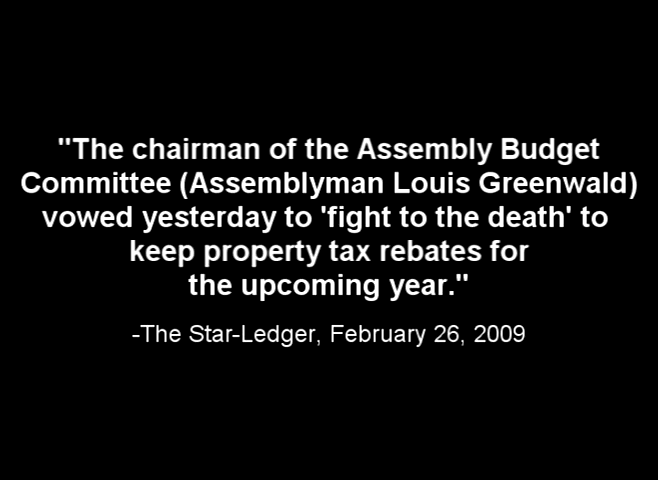 "The chairman of the Assembly Budget
Committee (Assemblyman Louis Greenwald)
vowed yesterday to 'fight to the death' to
keep property tax rebates for
the upcoming year."
-The Star-Ledger, February 26, 2009